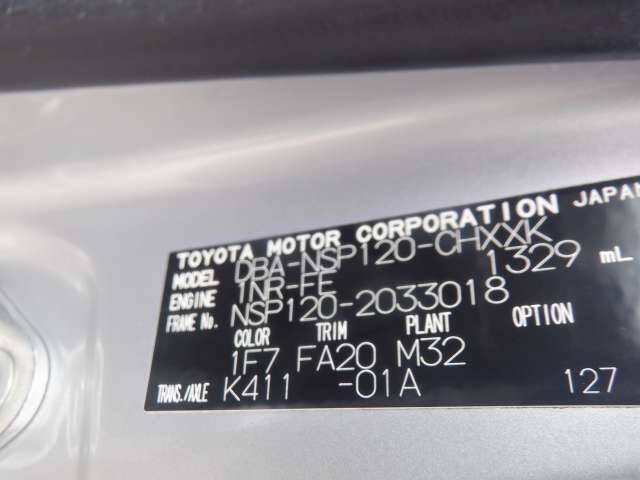 TOYOTA MOTOR CORPORATION JAPAN
MODEL DBA-NSP120-CHXXK
ENGINE 1NR-FE 1329 mL
FRAME No. NSP120-2033018
COLOR TRIM PLANT OPTION
1F7 FA20 M32
TRANS./AXLE K411 -01A 127